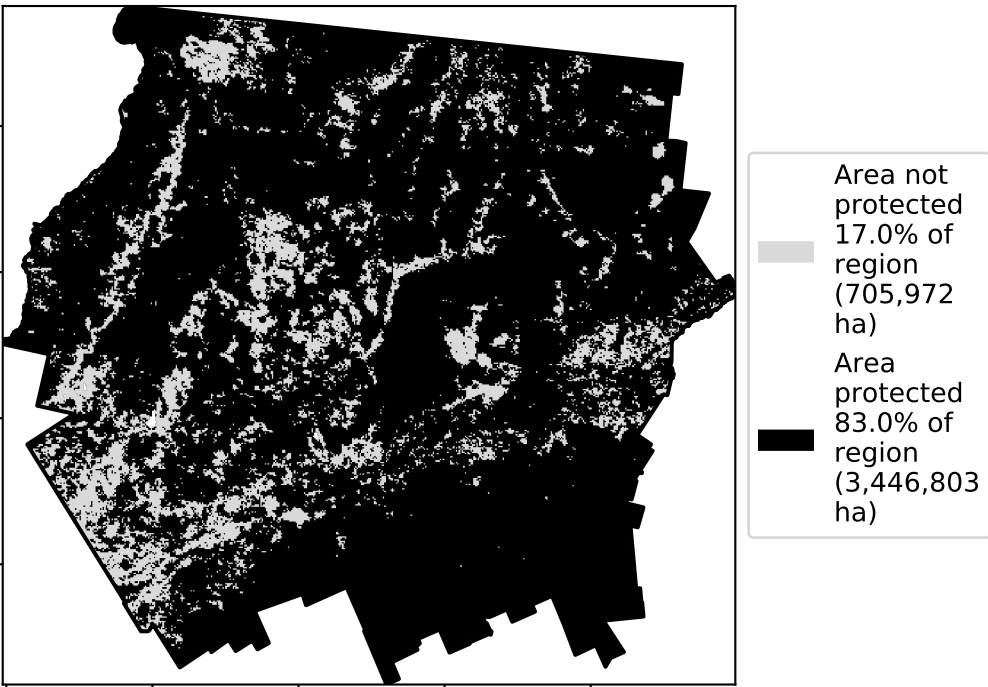 Area not
protected
17.0% of
region
(705,972
ha)
Area
protected
83.0% of
region
(3,446,803
ha)